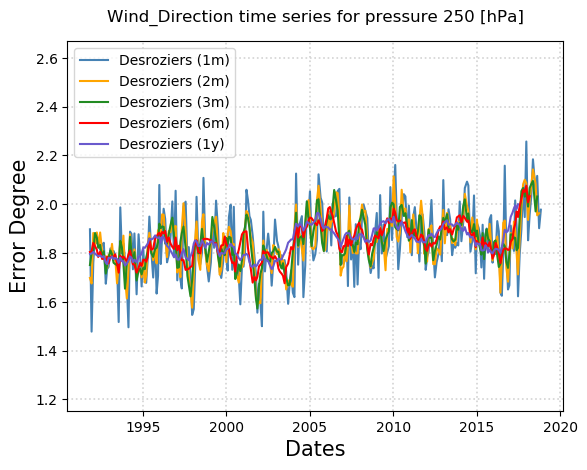 Wind_Direction time series for pressure 250 [hPa]
Desroziers (1m)
Desroziers (2m)
Desroziers (3m)
Desroziers (6m)
Desroziers (1y)
Error Degree
2.6
2.4
2.2
2.0
1.8
1.6
1.4
1.2
1995 2000 2005 2010 2015 2020
Dates